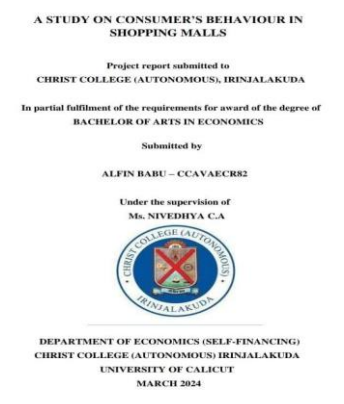 A STUDY ON CONSUMER'S BEHAVIOUR IN
SHOPPING MALLS
Project report submitted to
CHRIST COLLEGE (AUTONOMOUS), IRINJALAKUDA
In partial fulfilment of the requirements for award of the degree of
BACHELOR OF ARTS IN ECONOMICS
Submitted by
ALFIN BABU – CCAVAECR82
Under the supervision of
Ms. NIVEDHYA C.A
CHRIST COLLEGE (AUTONOMOUS)
IRINJALAKUDA
DEPARTMENT OF ECONOMICS (SELF-FINANCING)
CHRIST COLLEGE (AUTONOMOUS) IRINJALAKUDA
UNIVERSITY OF CALICUT
MARCH 2024